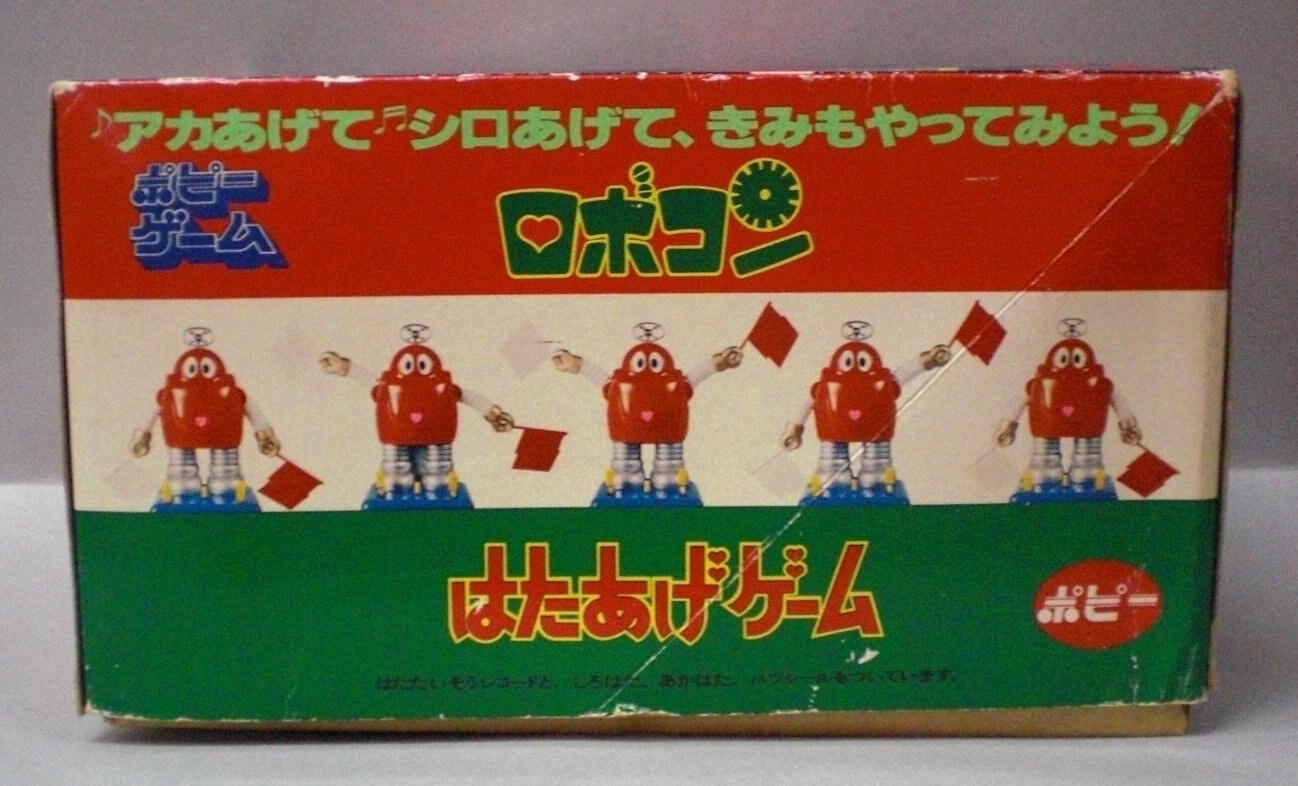 ♪アカあげて♬シロあげて、きみもやってみよう!
ポピー
ゲーム
ロボコン
はたあげゲーム
ポピー
はたたいそうレコードと、しろはた、あかはた、バツシールもついています。